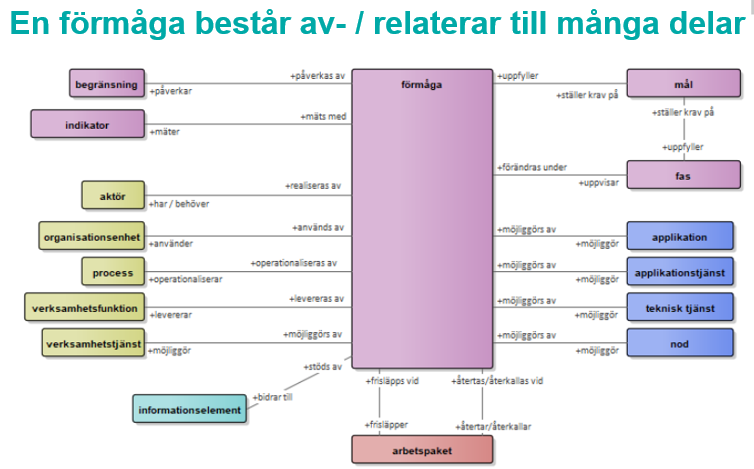 En förmåga består av- / relaterar till många delar
begränsning
+påverkar
+påverkas av
förmåga
+uppfyller
+ställer krav på
mål
indikator
+mäter
+mäts med
+ställer krav på
+uppfyller
+förändras under
+uppvisar
fas
aktör
+har / behöver
+realiseras av
organisationsenhet
+använder
+används av
+möjliggörs av
+möjliggör
applikation
process
+operationaliserar
+operationaliseras av
+möjliggörs av
+möjliggör
applikationstjänst
verksamhetsfunktion
+levererar
+levereras av
+möjliggörs av
+möjliggör
teknisk tjänst
verksamhetstjänst
+möjliggör
+möjliggörs av
+möjliggörs av
+möjliggör
nod
+stöds av
+bidrar till
informationselement
+frisläpps vid
+återtas/återkallas vid
+frisläpper
+återtar/återkallar
arbetspaket